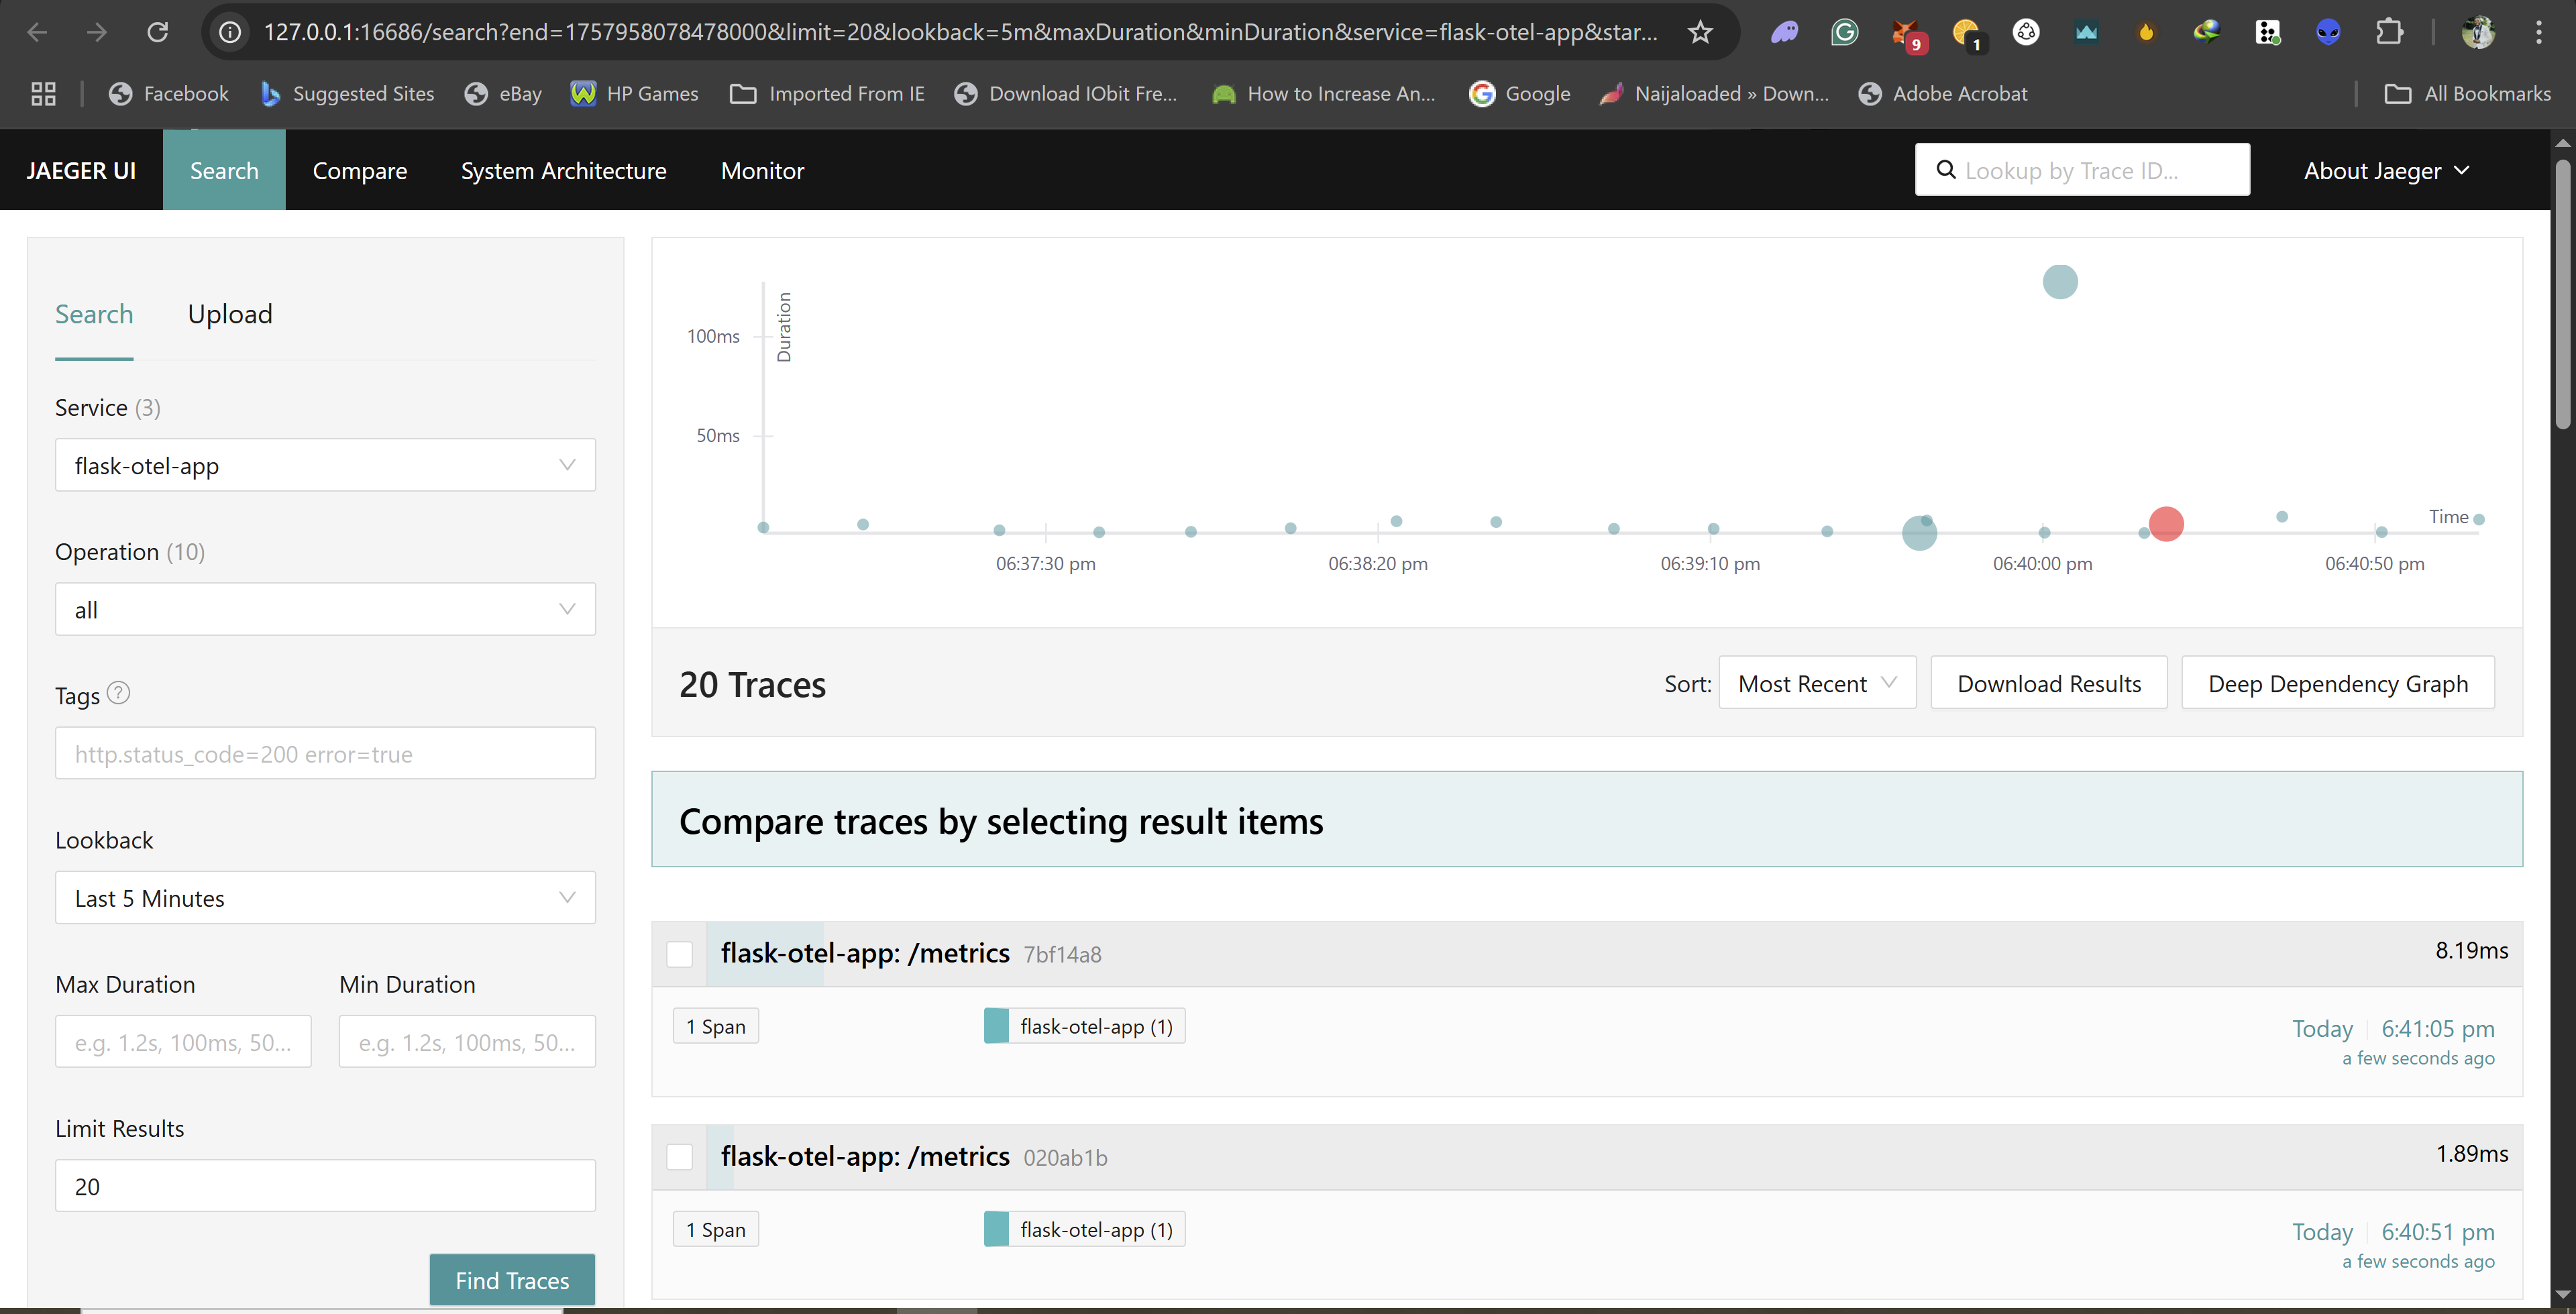 127.0.0.1:16686/search?end=1757958078478000&limit=20&lookback=5m&maxDuration&minDuration&service=flask-otel-app&star...
9
1
Facebook
Suggested Sites
eBay
HP Games
Imported From IE
Download IObit Fre...
How to Increase An...
Google
Naijaloaded » Down...
Adobe Acrobat
All Bookmarks
JAEGER UI
Search
Compare
System Architecture
Monitor
Lookup by Trace ID...
About Jaeger
Search
Upload
Service (3)
flask-otel-app
Operation (10)
all
Tags ?
http.status_code=200 error=true
Lookback
Last 5 Minutes
Max Duration
Min Duration
e.g. 1.2s, 100ms, 50...
e.g. 1.2s, 100ms, 50...
Limit Results
20
Find Traces
Duration
100ms
50ms
Time
06:37:30 pm
06:38:20 pm
06:39:10 pm
06:40:00 pm
06:40:50 pm
20 Traces
Sort:
Most Recent
Download Results
Deep Dependency Graph
Compare traces by selecting result items
flask-otel-app: /metrics 7bf14a8
8.19ms
1 Span
flask-otel-app (1)
Today
6:41:05 pm
a few seconds ago
flask-otel-app: /metrics 020ab1b
1.89ms
1 Span
flask-otel-app (1)
Today
6:40:51 pm
a few seconds ago